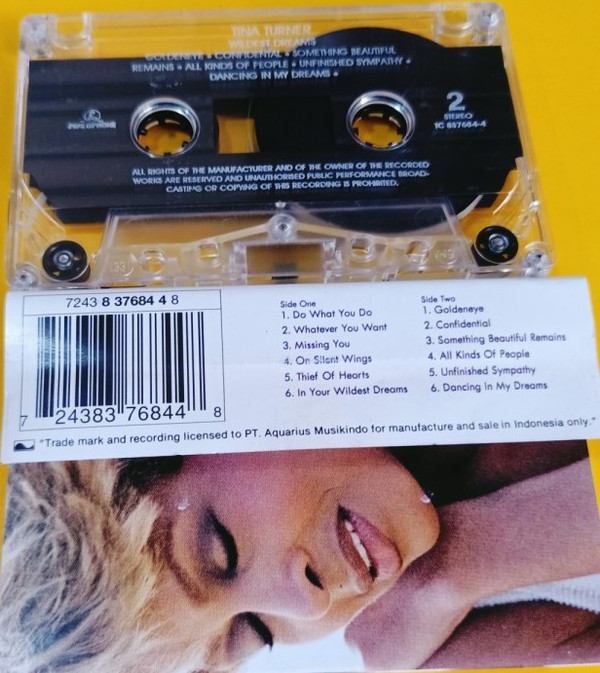 TINA TURNER
WILDEST DREAMS
GOLDENEYE • CONFIDENTIAL • SOMETHING BEAUTIFUL
REMAINS • ALL KINDS OF PEOPLE • UNFINISHED SYMPATHY •
DANCING IN MY DREAMS •
PARLOPHONE
2
STEREO
TC 837684-4
ALL RIGHTS OF THE MANUFACTURER AND OF THE OWNER OF THE RECORDED
WORKS ARE RESERVED AND UNAUTHORISED PUBLIC PERFORMANCE BROAD-
CASTING OR COPYING OF THIS RECORDING IS PROHIBITED.
7243 8 37684 4 8
7 24383 76844 8
Side One
1. Do What You Do
2. Whatever You Want
3. Missing You
4. On Silent Wings
5. Thief Of Hearts
6. In Your Wildest Dreams
Side Two
1. Goldeneye
2. Confidential
3. Something Beautiful Remains
4. All Kinds Of People
5. Unfinished Sympathy
6. Dancing In My Dreams
"Trade mark and recording licensed to PT. Aquarius Musikindo for manufacture and sale in Indonesia only."